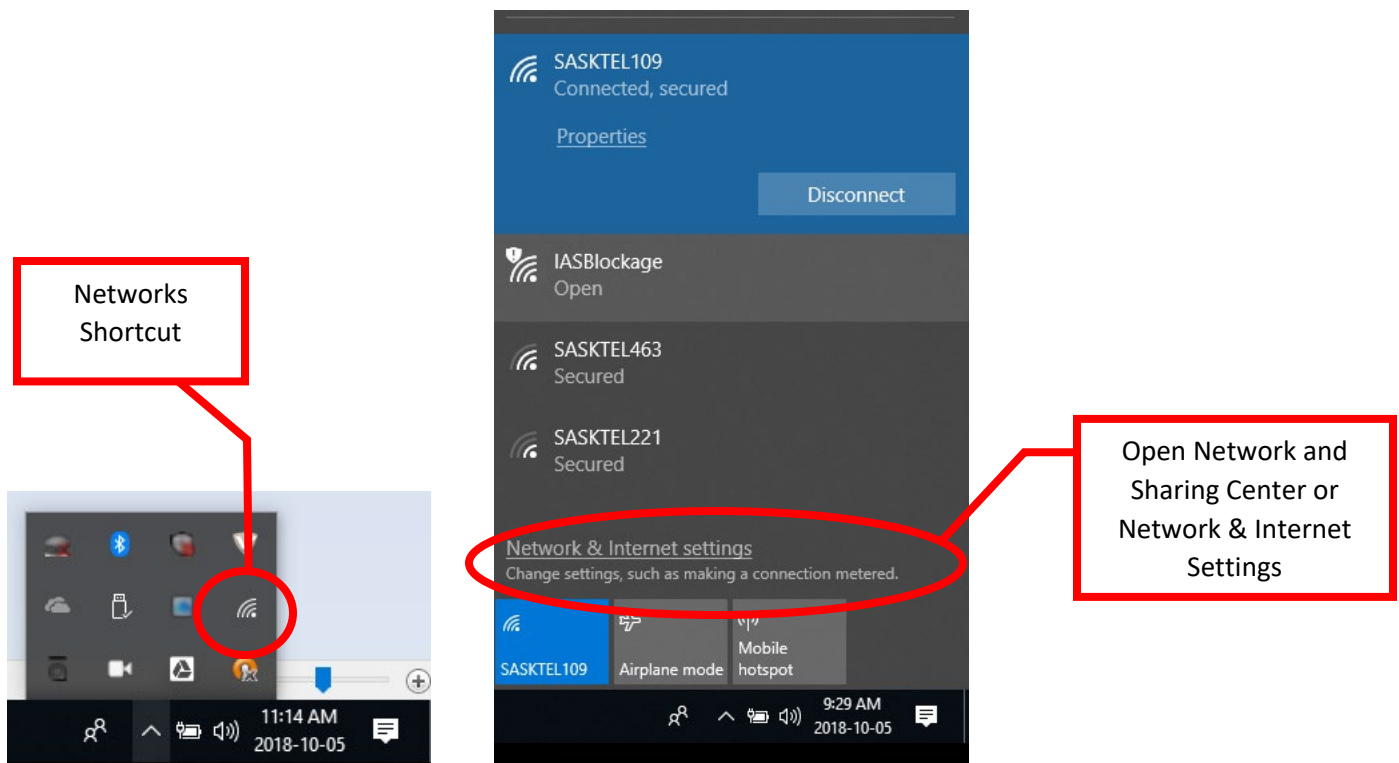 Networks
Shortcut
11:14 AM
2018-10-05
SASKTEL109
Connected, secured
Properties
Disconnect
IASBlockage
Open
SASKTEL463
Secured
SASKTEL221
Secured
Network & Internet settings
Change settings, such as making a connection metered.
SASKTEL109
Airplane mode
Mobile
hotspot
9:29 AM
2018-10-05
Open Network and
Sharing Center or
Network & Internet
Settings